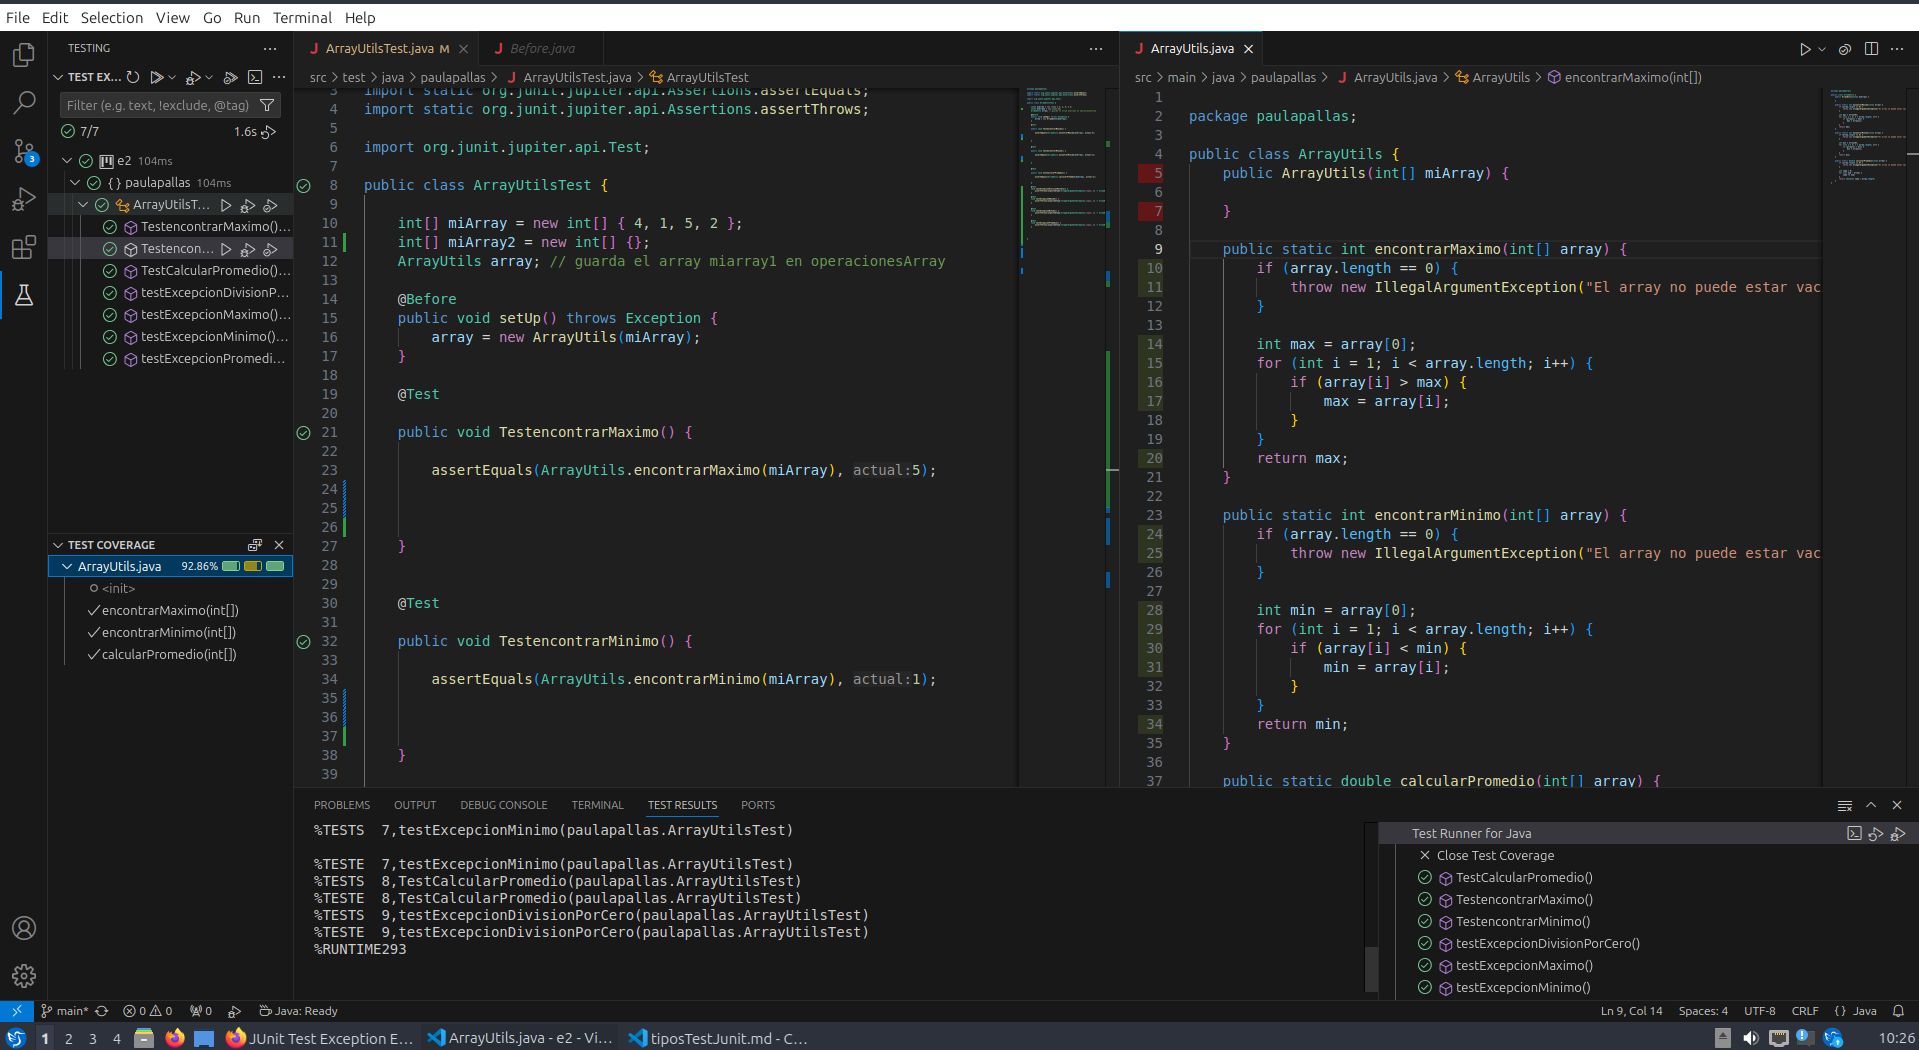 File Edit Selection View Go Run Terminal Help
TESTING
TEST EX...
Filter (e.g. text, !exclude, @tag)
7/7 1.6s
e2 104ms
{} paulapallas 104ms
ArrayUtilsT...
TestencontrarMaximo()...
Testencon...
TestCalcularPromedio()...
testExcepcionDivisionP...
testExcepcionMaximo()...
testExcepcionMinimo()...
testExcepcionPromedi...
3
TEST COVERAGE
ArrayUtils.java 92.86%
<init>
encontrarMaximo(int[])
encontrarMinimo(int[])
calcularPromedio(int[])
ArrayUtilsTest.java M
Before.java
src > test > java > paulapallas > ArrayUtilsTest.java > ArrayUtilsTest
3 import static org.junit.jupiter.api.Assertions.assertEquals;
4 import static org.junit.jupiter.api.Assertions.assertThrows;
5
6 import org.junit.jupiter.api.Test;
7
8 public class ArrayUtilsTest {
9
10 int[] miArray = new int[] { 4, 1, 5, 2 };
11 int[] miArray2 = new int[] {};
12 ArrayUtils array; // guarda el array miarray1 en operacionesArray
13
14 @Before
15 public void setUp() throws Exception {
16 array = new ArrayUtils(miArray);
17 }
18
19 @Test
20
21 public void TestencontrarMaximo() {
22
23 assertEquals(ArrayUtils.encontrarMaximo(miArray), actual:5);
24
25
26
27 }
28
29
30 @Test
31
32 public void TestencontrarMinimo() {
33
34 assertEquals(ArrayUtils.encontrarMinimo(miArray), actual:1);
35
36
37
38 }
39
ArrayUtils.java
src > main > java > paulapallas > ArrayUtils.java > ArrayUtils > encontrarMaximo(int[])
1
2 package paulapallas;
3
4 public class ArrayUtils {
5 public ArrayUtils(int[] miArray) {
6
7 }
8
9 public static int encontrarMaximo(int[] array) {
10 if (array.length == 0) {
11 throw new IllegalArgumentException("El array no puede estar vac
12 }
13
14 int max = array[0];
15 for (int i = 1; i < array.length; i++) {
16 if (array[i] > max) {
17 max = array[i];
18 }
19 }
20 return max;
21 }
22
23 public static int encontrarMinimo(int[] array) {
24 if (array.length == 0) {
25 throw new IllegalArgumentException("El array no puede estar vac
26 }
27
28 int min = array[0];
29 for (int i = 1; i < array.length; i++) {
30 if (array[i] < min) {
31 min = array[i];
32 }
33 }
34 return min;
35 }
36
37 public static double calcularPromedio(int[] array) {
PROBLEMS OUTPUT DEBUG CONSOLE TERMINAL TEST RESULTS PORTS
%TESTS 7,testExcepcionMinimo(paulapallas.ArrayUtilsTest)
%TESTE 7,testExcepcionMinimo(paulapallas.ArrayUtilsTest)
%TESTS 8,TestCalcularPromedio(paulapallas.ArrayUtilsTest)
%TESTE 8,TestCalcularPromedio(paulapallas.ArrayUtilsTest)
%TESTS 9,testExcepcionDivisionPorCero(paulapallas.ArrayUtilsTest)
%TESTE 9,testExcepcionDivisionPorCero(paulapallas.ArrayUtilsTest)
%RUNTIME293
Test Runner for Java
Close Test Coverage
TestCalcularPromedio()
TestencontrarMaximo()
TestencontrarMinimo()
testExcepcionDivisionPorCero()
testExcepcionMaximo()
testExcepcionMinimo()
main* 0 0 0 Java: Ready
Ln 9, Col 14 Spaces: 4 UTF-8 CRLF {} Java
1 2 3 4 JUnit Test Exception E... ArrayUtils.java - e2 - Vi... tiposTestJunit.md - C... 10:26